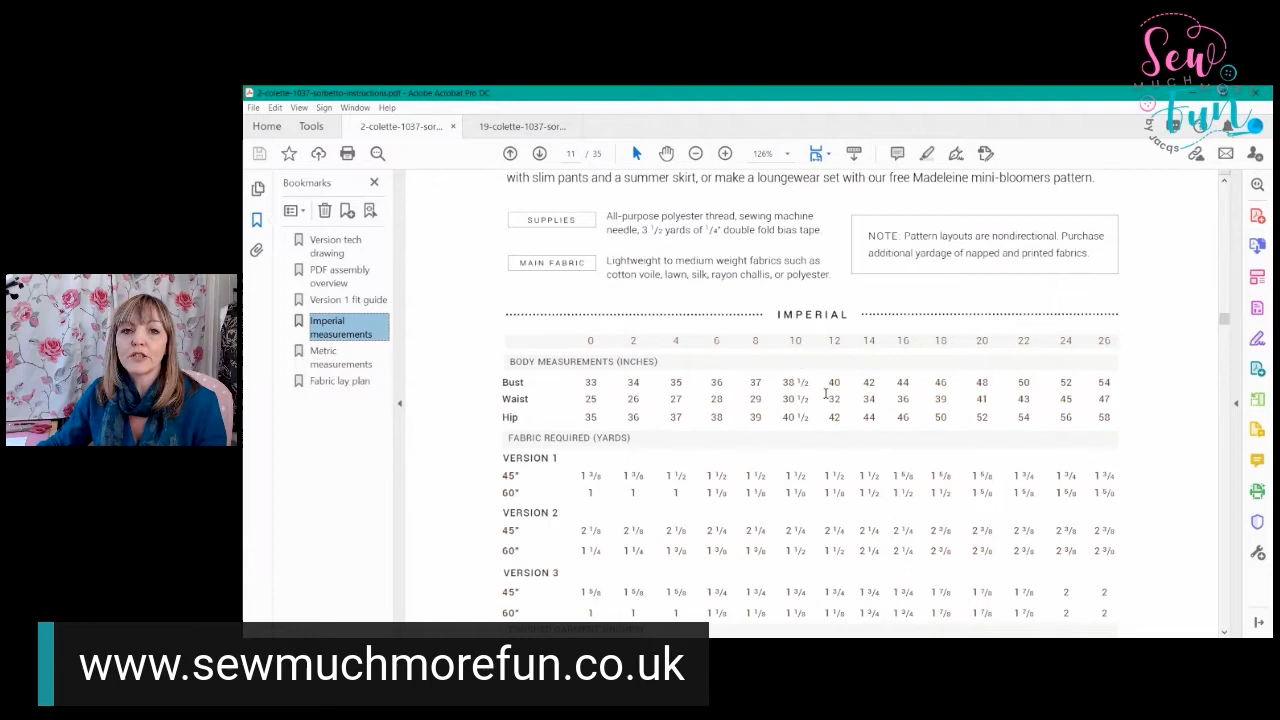 Sew
MUCH MORE
Fun
by Jacqs
2-colette-1037-sorbetto-instructions.pdf - Adobe Acrobat Pro DC
File Edit View Sign Window Help
Home Tools 2-colette-1037-sor... × 19-colette-1037-sor...
11 / 35 126%
Bookmarks
Version tech
drawing
PDF assembly
overview
Version 1 fit guide
Imperial
measurements
Metric
measurements
Fabric lay plan
with slim pants and a summer skirt, or make a loungewear set with our free Madeleine mini-bloomers pattern.
SUPPLIES
All-purpose polyester thread, sewing machine
needle, 3 1/2 yards of 1/4" double fold bias tape.
MAIN FABRIC
Lightweight to medium weight fabrics such as
cotton voile, lawn, silk, rayon challis, or polyester.
NOTE: Pattern layouts are nondirectional. Purchase
additional yardage of napped and printed fabrics.
IMPERIAL
0 2 4 6 8 10 12 14 16 18 20 22 24 26
BODY MEASUREMENTS (INCHES)
Bust 33 34 35 36 37 38 1/2 40 42 44 46 48 50 52 54
Waist 25 26 27 28 29 30 1/2 32 34 36 39 41 43 45 47
Hip 35 36 37 38 39 40 1/2 42 44 46 50 52 54 56 58
FABRIC REQUIRED (YARDS)
VERSION 1
45" 1 3/8 1 3/8 1 1/2 1 1/2 1 1/2 1 1/2 1 1/2 1 1/2 1 5/8 1 5/8 1 5/8 1 3/4 1 3/4 1 3/4
60" 1 1 1 1 1/8 1 1/8 1 1/8 1 1/8 1 1/2 1 1/2 1 1/2 1 5/8 1 5/8 1 5/8 1 5/8
VERSION 2
45" 2 1/8 2 1/8 2 1/8 2 1/4 2 1/4 2 1/4 2 1/4 2 1/4 2 1/4 2 3/8 2 3/8 2 3/8 2 3/8 2 3/8
60" 1 1/4 1 1/4 1 3/8 1 3/8 1 3/8 1 1/2 1 1/2 2 1/4 2 1/4 2 3/8 2 3/8 2 3/8 2 3/8 2 3/8
VERSION 3
45" 1 5/8 1 5/8 1 5/8 1 3/4 1 3/4 1 3/4 1 3/4 1 3/4 1 3/4 1 7/8 1 7/8 1 7/8 2 2
60" 1 1 1 1 1/8 1 1/8 1 1/8 1 1/8 1 3/4 1 3/4 1 7/8 1 7/8 1 7/8 2 2
www.sewmuchmorefun.co.uk